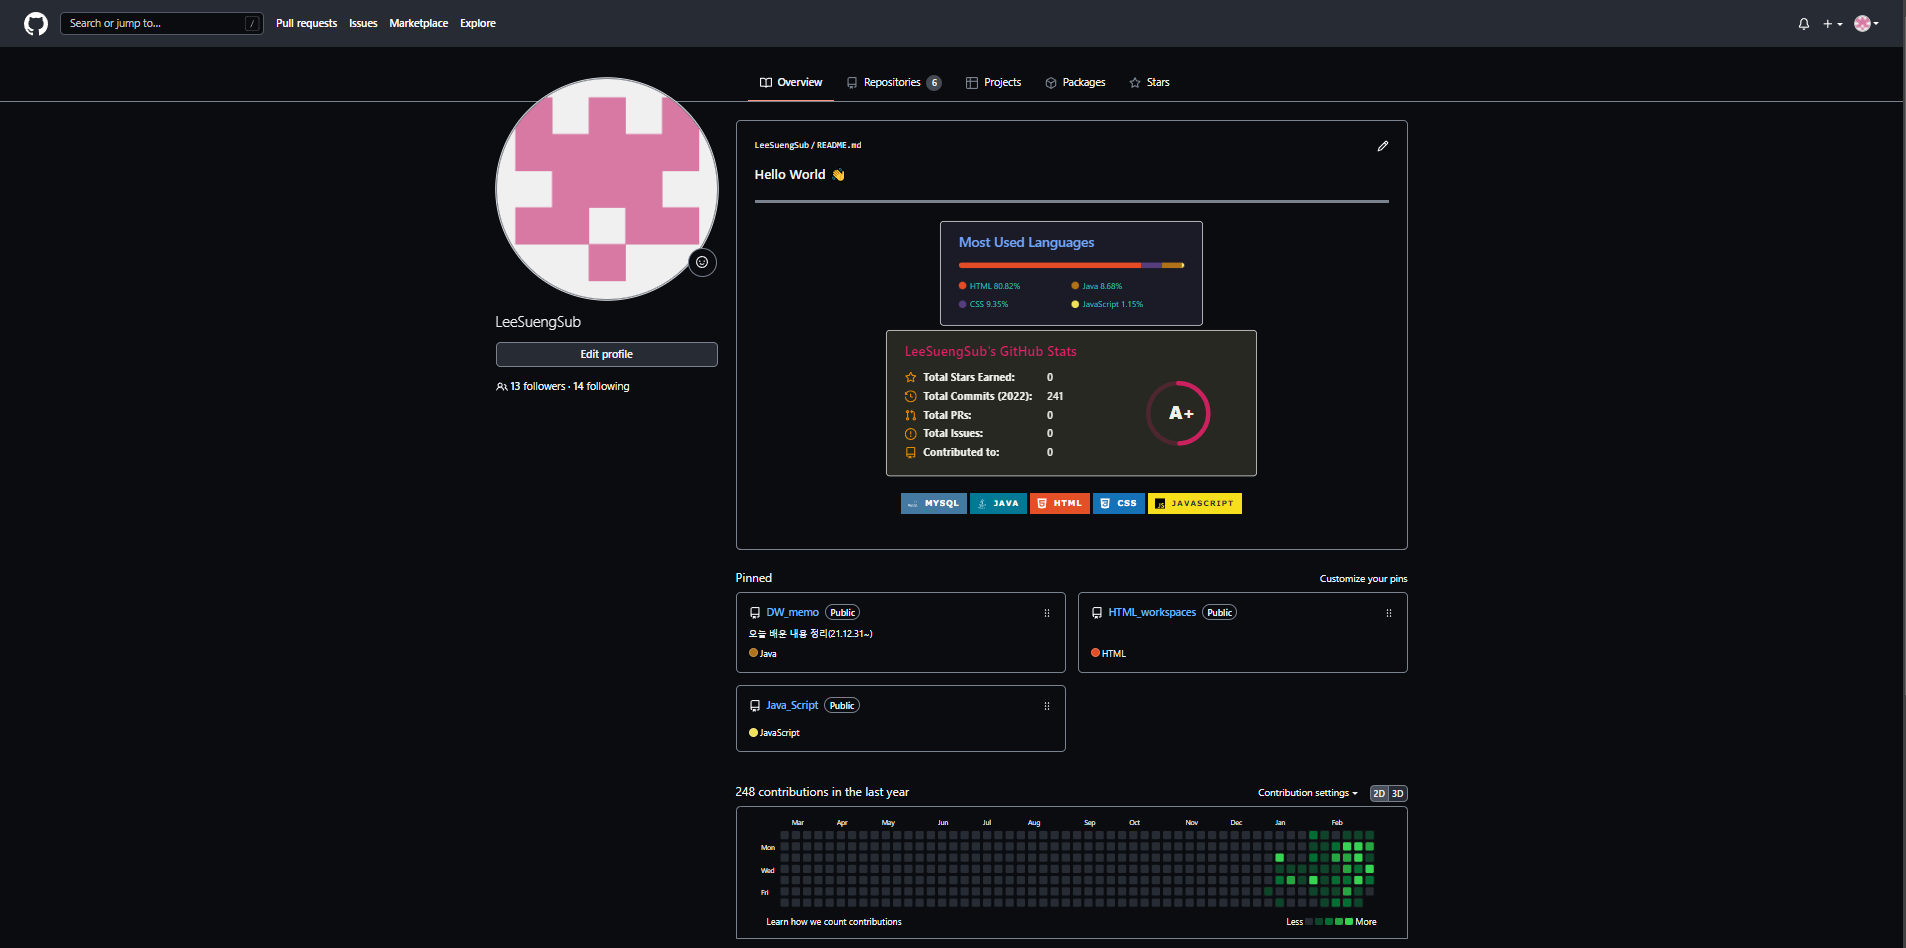 Search or jump to... /
Pull requests Issues Marketplace Explore
Overview Repositories 6 Projects Packages Stars
LeeSuengSub
Edit profile
13 followers · 14 following
LeeSuengSub / README.md
Hello World 👋
Most Used Languages
HTML 80.82% Java 8.68%
CSS 9.35% JavaScript 1.15%
LeeSuengSub's GitHub Stats
Total Stars Earned: 0
Total Commits (2022): 241
Total PRs: 0
Total Issues: 0
Contributed to: 0
A+
MYSQL JAVA HTML CSS JAVASCRIPT
Pinned
Customize your pins
DW_memo Public
오늘 배운 내용 정리(21.12.31~)
Java
HTML_workspaces Public
HTML
Java_Script Public
JavaScript
248 contributions in the last year
Contribution settings 2D 3D
Mar Apr May Jun Jul Aug Sep Oct Nov Dec Jan Feb
Mon
Wed
Fri
Learn how we count contributions
Less More